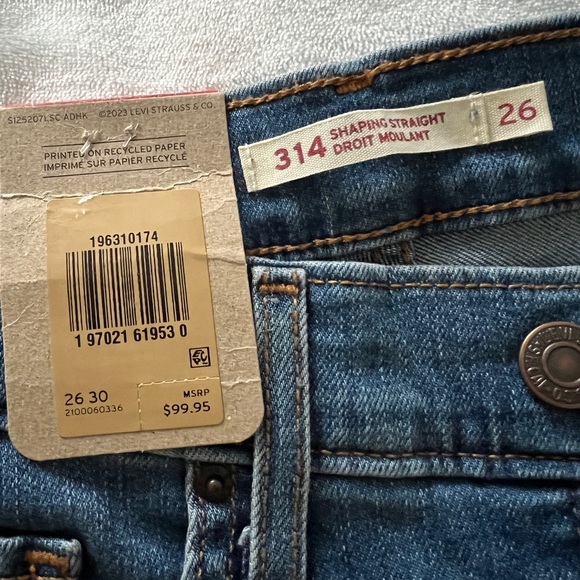 S125207LSC-ADHK ©2023 LEVI STRAUSS & CO.
PRINTED ON RECYCLED PAPER
IMPRIMÉ SUR PAPIER RECYCLÉ
196310174
1 97021 61953 0
26 30
2100060336
MSRP
$99.95
314 SHAPING STRAIGHT
DROIT MOULANT
26